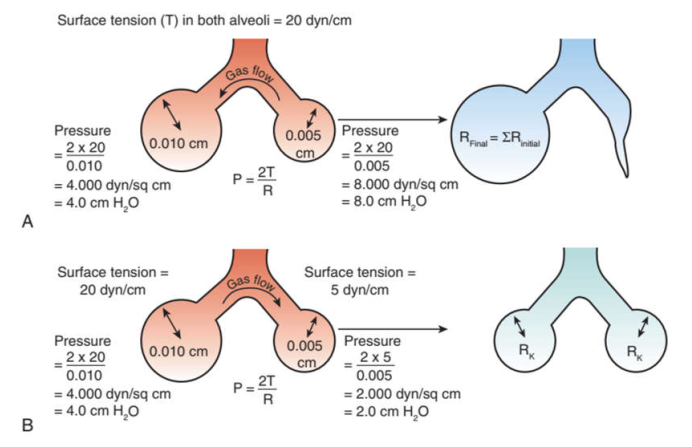 Surface tension (T) in both alveoli = 20 dyn/cm
Gas flow
0.010 cm
0.005
cm
Pressure
= 2 x 20
0.010
= 4.000 dyn/sq cm
= 4.0 cm H₂O
P = 2T
R
Pressure
= 2 x 20
0.005
= 8.000 dyn/sq cm
= 8.0 cm H₂O
R_Final = ΣR_initial
A
Surface tension =
20 dyn/cm
Gas flow
Surface tension =
5 dyn/cm
0.010 cm
0.005
cm
Pressure
= 2 x 20
0.010
= 4.000 dyn/sq cm
= 4.0 cm H₂O
P = 2T
R
Pressure
= 2 x 5
0.005
= 2.000 dyn/sq cm
= 2.0 cm H₂O
R_K
R_K
B